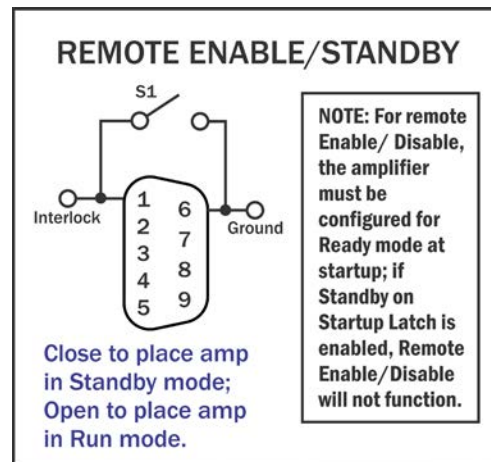 REMOTE ENABLE/STANDBY
S1
Interlock
Ground
1
2
3
4
5
6
7
8
9
Close to place amp
in Standby mode;
Open to place amp
in Run mode.
NOTE: For remote
Enable/ Disable,
the amplifier
must be
configured for
Ready mode at
startup; if
Standby on
Startup Latch is
enabled, Remote
Enable/Disable
will not function.